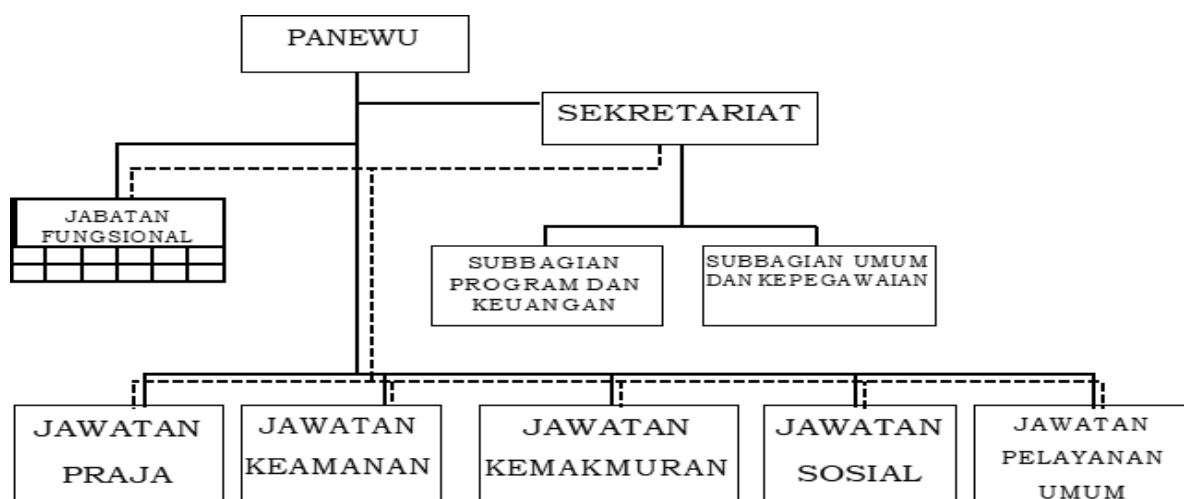 PANEWU
SEKRETARIAT
JABATAN
FUNGSIONAL
SUBBAGIAN
PROGRAM DAN
KEUANGAN
SUBBAGIAN UMUM
DAN KEPEGAWAIAN
JAWATAN
PRAJA
JAWATAN
KEAMANAN
JAWATAN
KEMAKMURAN
JAWATAN
SOSIAL
JAWATAN
PELAYANAN
UMUM